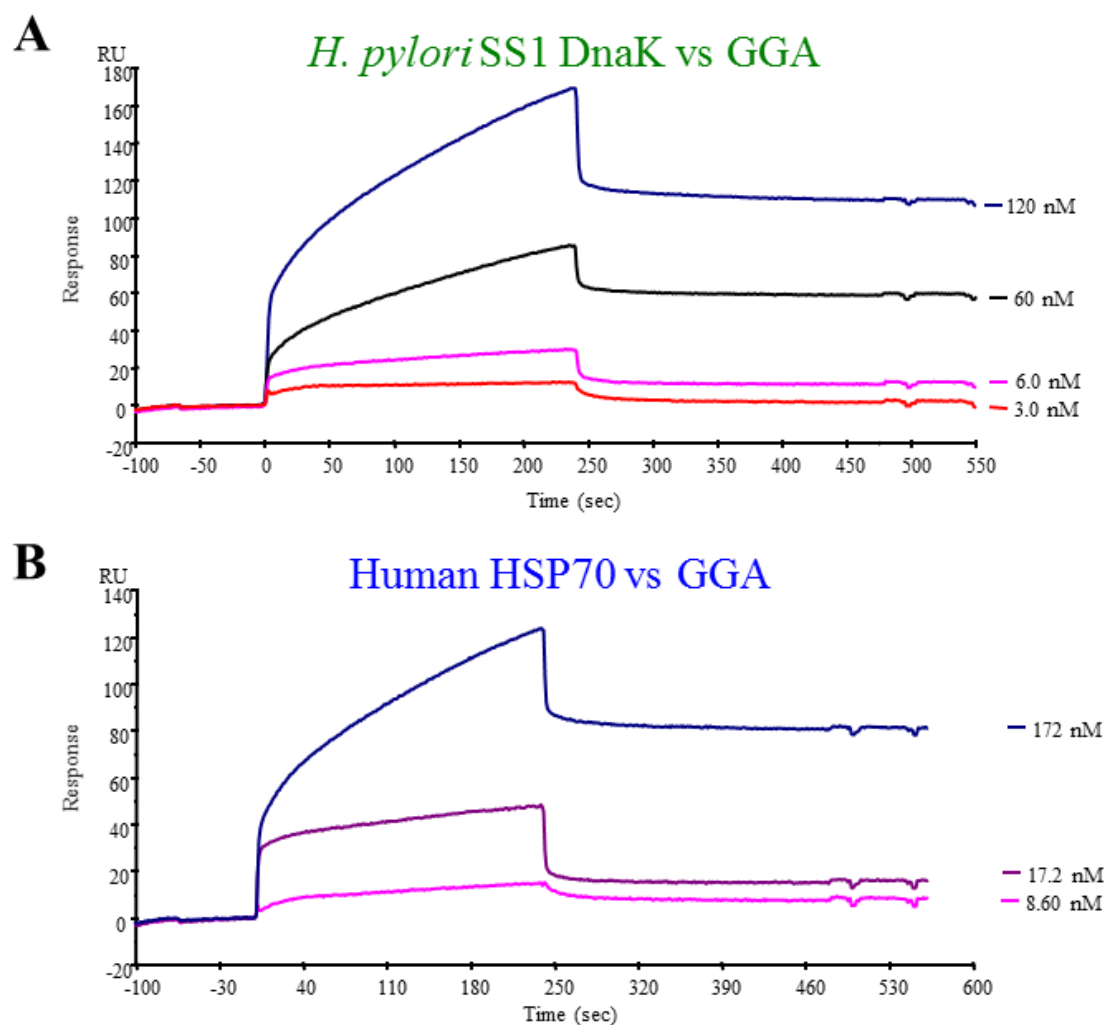 A
H. pylori SS1 DnaK vs GGA
RU
180
160
140
120
100
80
60
40
20
0
-20
Response
-100 -50 0 50 100 150 200 250 300 350 400 450 500 550
Time (sec)
120 nM
60 nM
6.0 nM
3.0 nM
B
Human HSP70 vs GGA
RU
140
120
100
80
60
40
20
0
-20
Response
-100 -30 40 110 180 250 320 390 460 530 600
Time (sec)
172 nM
17.2 nM
8.60 nM